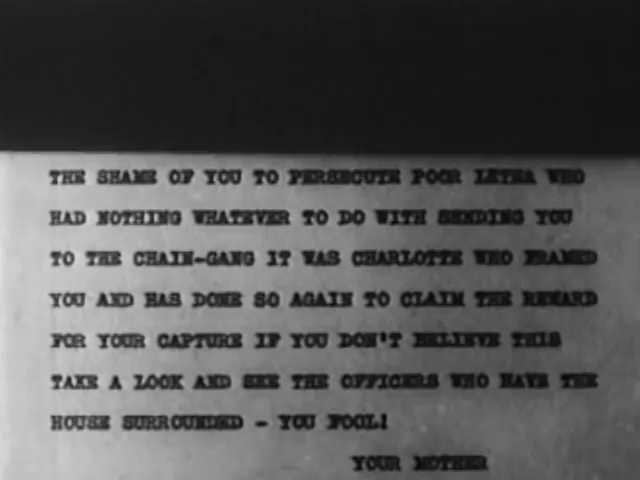 THE SHAME OF YOU TO PERSECUTE POOR LETHA WHO
HAD NOTHING WHATEVER TO DO WITH SENDING YOU
TO THE CHAIN-GANG IT WAS CHARLOTTE WHO FRAMED
YOU AND HAS DONE SO AGAIN TO CLAIM THE REWARD
FOR YOUR CAPTURE IF YOU DON'T BELIEVE THIS
TAKE A LOOK AND SEE THE OFFICERS WHO HAVE THE
HOUSE SURROUNDED - YOU FOOL!
YOUR MOTHER